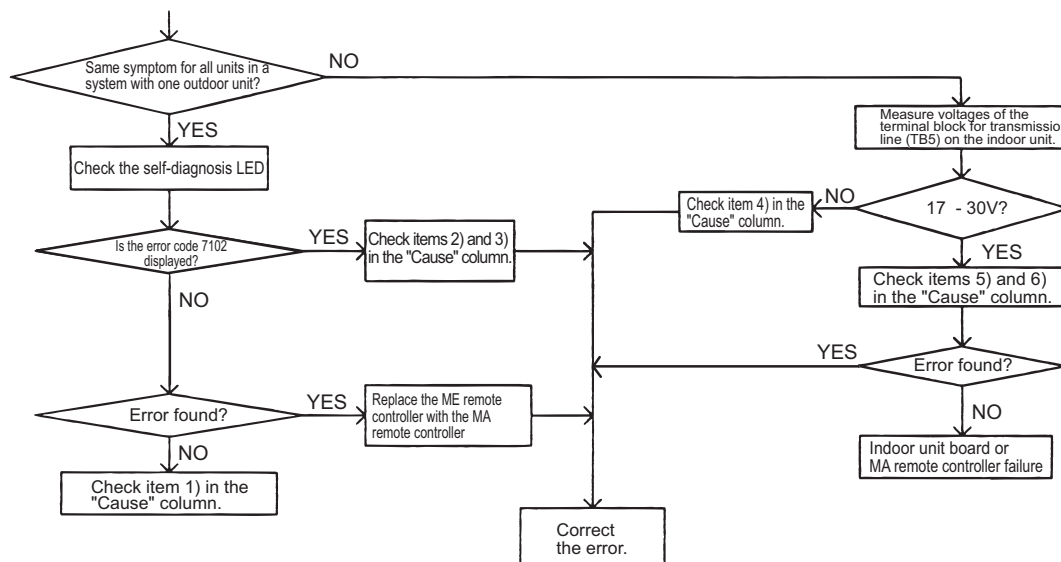 Same symptom for all units in a
system with one outdoor unit?
NO
YES
Check the self-diagnosis LED
Is the error code 7102
displayed?
YES
Check items 2) and 3)
in the "Cause" column.
NO
Error found?
YES
Replace the ME remote
controller with the MA
remote controller
NO
Check item 1) in the
"Cause" column.
Measure voltages of the
terminal block for transmissio
line (TB5) on the indoor unit.
17 - 30V?
NO
Check item 4) in the
"Cause" column.
YES
Check items 5) and 6)
in the "Cause" column.
Error found?
YES
NO
Indoor unit board or
MA remote controller failure
Correct
the error.